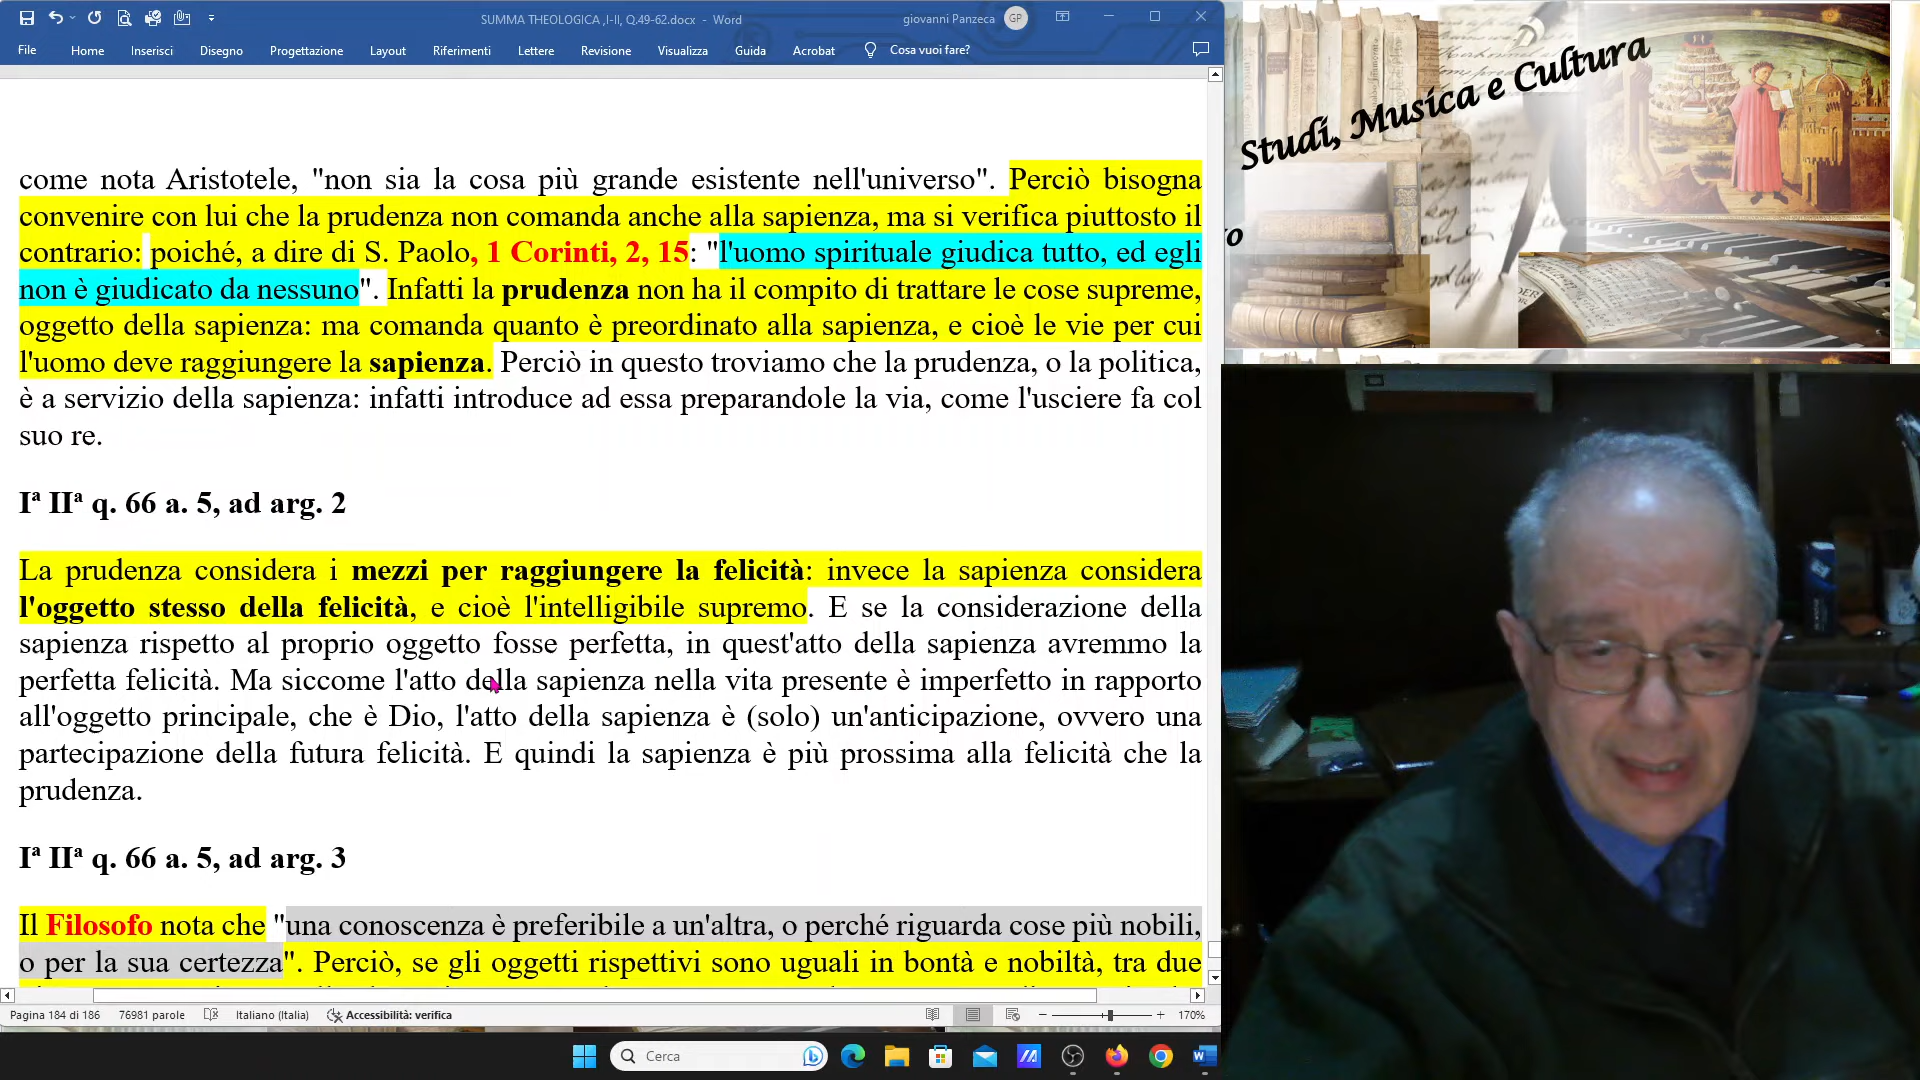 SUMMA THEOLOGICA ,I-II, Q.49-62.docx - Word
giovanni Panzeca GP
File Home Inserisci Disegno Progettazione Layout Riferimenti Lettere Revisione Visualizza Guida Acrobat Cosa vuoi fare?
come nota Aristotele, "non sia la cosa più grande esistente nell'universo". Perciò bisogna
convenire con lui che la prudenza non comanda anche alla sapienza, ma si verifica piuttosto il
contrario: poiché, a dire di S. Paolo, 1 Corinti, 2, 15: "l'uomo spirituale giudica tutto, ed egli
non è giudicato da nessuno". Infatti la prudenza non ha il compito di trattare le cose supreme,
oggetto della sapienza: ma comanda quanto è preordinato alla sapienza, e cioè le vie per cui
l'uomo deve raggiungere la sapienza. Perciò in questo troviamo che la prudenza, o la politica,
è a servizio della sapienza: infatti introduce ad essa preparandole la via, come l'usciere fa col
suo re.
Iª IIª q. 66 a. 5, ad arg. 2
La prudenza considera i mezzi per raggiungere la felicità: invece la sapienza considera
l'oggetto stesso della felicità, e cioè l'intelligibile supremo. E se la considerazione della
sapienza rispetto al proprio oggetto fosse perfetta, in quest'atto della sapienza avremmo la
perfetta felicità. Ma siccome l'atto della sapienza nella vita presente è imperfetto in rapporto
all'oggetto principale, che è Dio, l'atto della sapienza è (solo) un'anticipazione, ovvero una
partecipazione della futura felicità. E quindi la sapienza è più prossima alla felicità che la
prudenza.
Iª IIª q. 66 a. 5, ad arg. 3
Il Filosofo nota che "una conoscenza è preferibile a un'altra, o perché riguarda cose più nobili,
o per la sua certezza". Perciò, se gli oggetti rispettivi sono uguali in bontà e nobiltà, tra due
Pagina 184 di 186 76981 parole Italiano (Italia) Accessibilità: verifica 170%
Cerca
Studi, Musica e Cultura